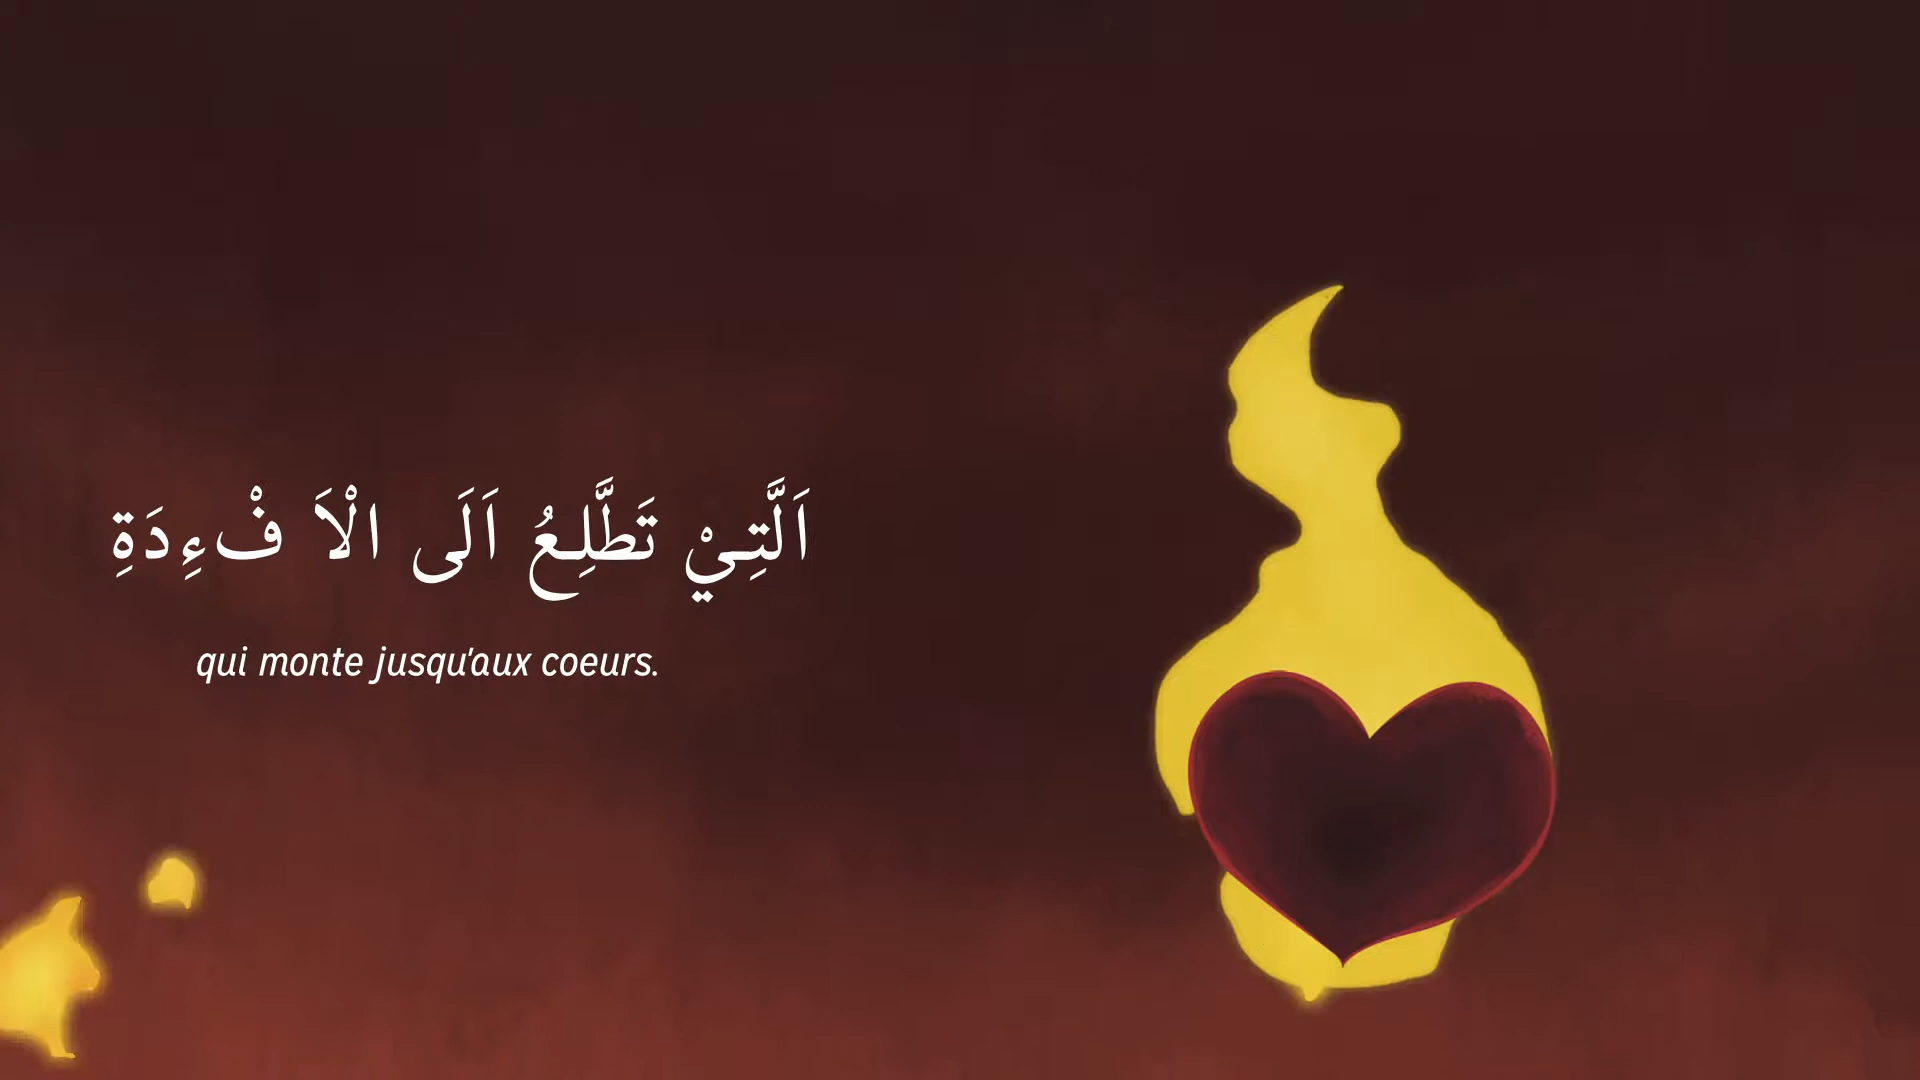 اَلَّتِيْ تَطَّلِعُ اَلَى الْاَ فْءِدَةِ
qui monte jusqu'aux coeurs.